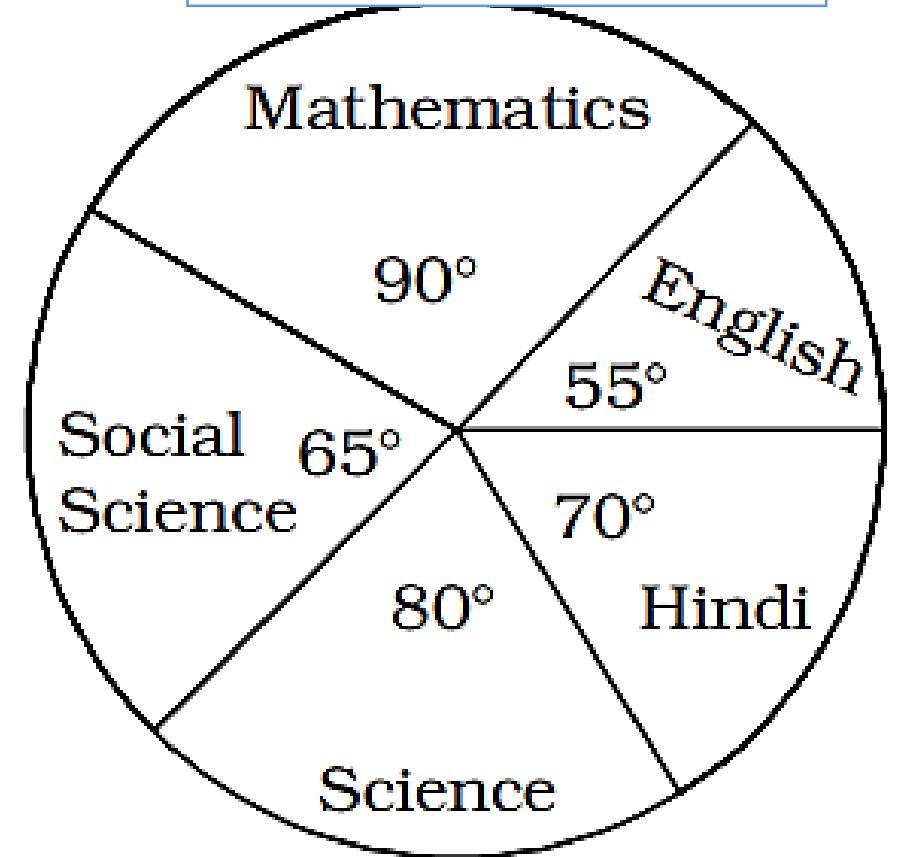 Mathematics
90°
English
55°
Social
Science
65°
70°
Hindi
80°
Science